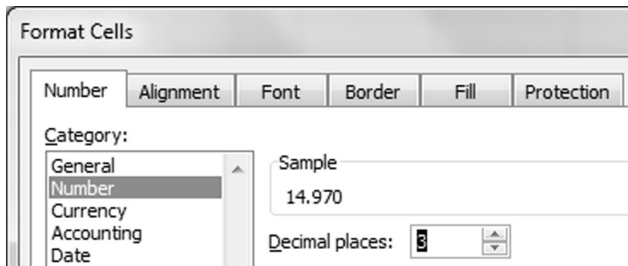 Format Cells
Number Alignment Font Border Fill Protection
Category:
General
Number
Currency
Accounting
Date
Sample
14.970
Decimal places: 3